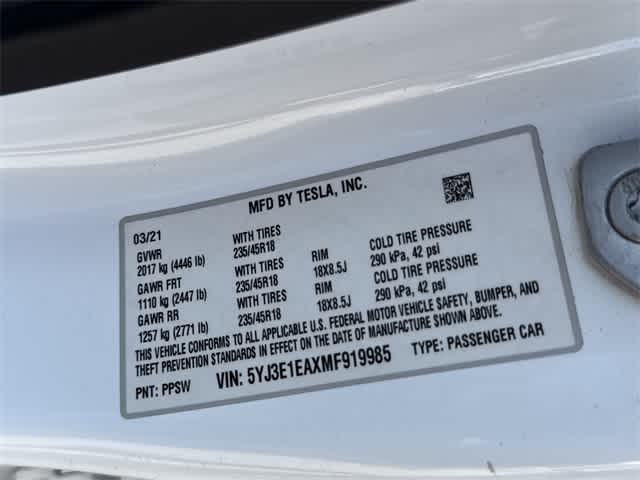 MFD BY TESLA, INC.
03/21
GVWR WITH TIRES
2017 kg (4446 lb) 235/45R18 RIM COLD TIRE PRESSURE
GAWR FRT WITH TIRES 18X8.5J 290 kPa, 42 psi
1110 kg (2447 lb) 235/45R18 RIM COLD TIRE PRESSURE
GAWR RR WITH TIRES 18X8.5J 290 kPa, 42 psi
1257 kg (2771 lb) 235/45R18
THIS VEHICLE CONFORMS TO ALL APPLICABLE U.S. FEDERAL MOTOR VEHICLE SAFETY, BUMPER, AND
THEFT PREVENTION STANDARDS IN EFFECT ON THE DATE OF MANUFACTURE SHOWN ABOVE.
PNT: PPSW VIN: 5YJ3E1EAXMF919985 TYPE: PASSENGER CAR